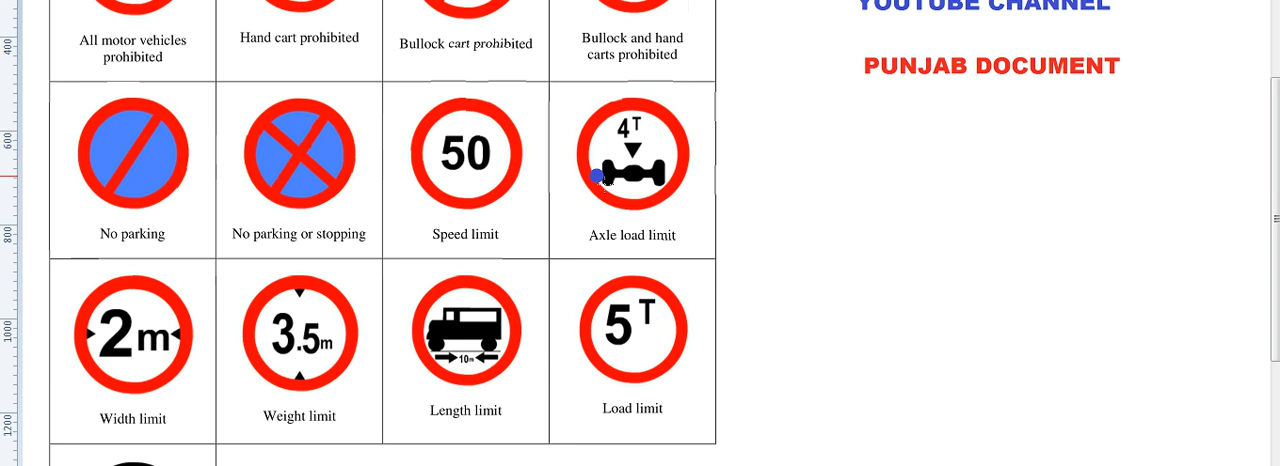 YOUTUBE CHANNEL
PUNJAB DOCUMENT
All motor vehicles
prohibited
Hand cart prohibited
Bullock cart prohibited
Bullock and hand
carts prohibited
50
4T
No parking
No parking or stopping
Speed limit
Axle load limit
2m
3.5m
10m
5T
Width limit
Weight limit
Length limit
Load limit
400
600
800
1000
1200